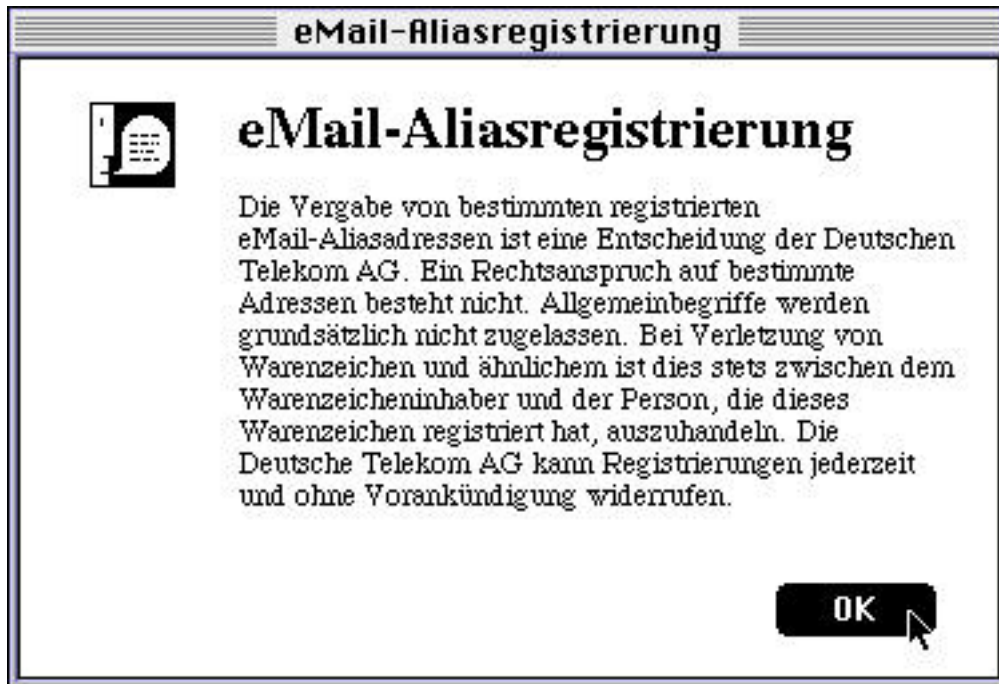 eMail-Aliasregistrierung
eMail-Aliasregistrierung
Die Vergabe von bestimmten registrierten
eMail-Aliasadressen ist eine Entscheidung der Deutschen
Telekom AG. Ein Rechtsanspruch auf bestimmte
Adressen besteht nicht. Allgemeinbegriffe werden
grundsätzlich nicht zugelassen. Bei Verletzung von
Warenzeichen und ähnlichem ist dies stets zwischen dem
Warenzeicheninhaber und der Person, die dieses
Warenzeichen registriert hat, auszuhandeln. Die
Deutsche Telekom AG kann Registrierungen jederzeit
und ohne Vorankündigung widerrufen.
OK